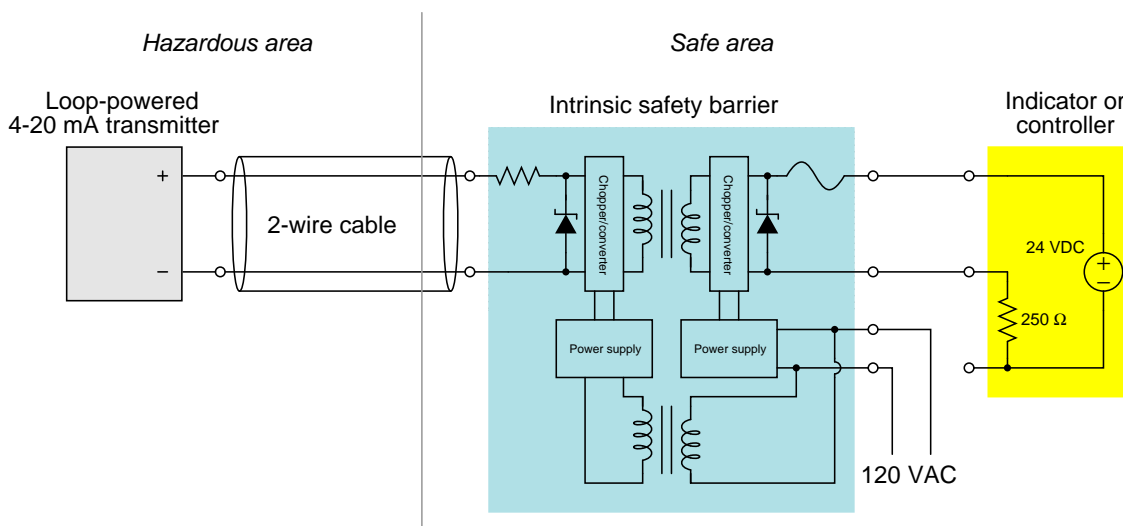 Hazardous area
Safe area
Loop-powered
4-20 mA transmitter
Intrinsic safety barrier
Indicator or
controller
+
−
2-wire cable
Chopper/converter
Chopper/converter
24 VDC
+
−
250 Ω
Power supply
Power supply
120 VAC